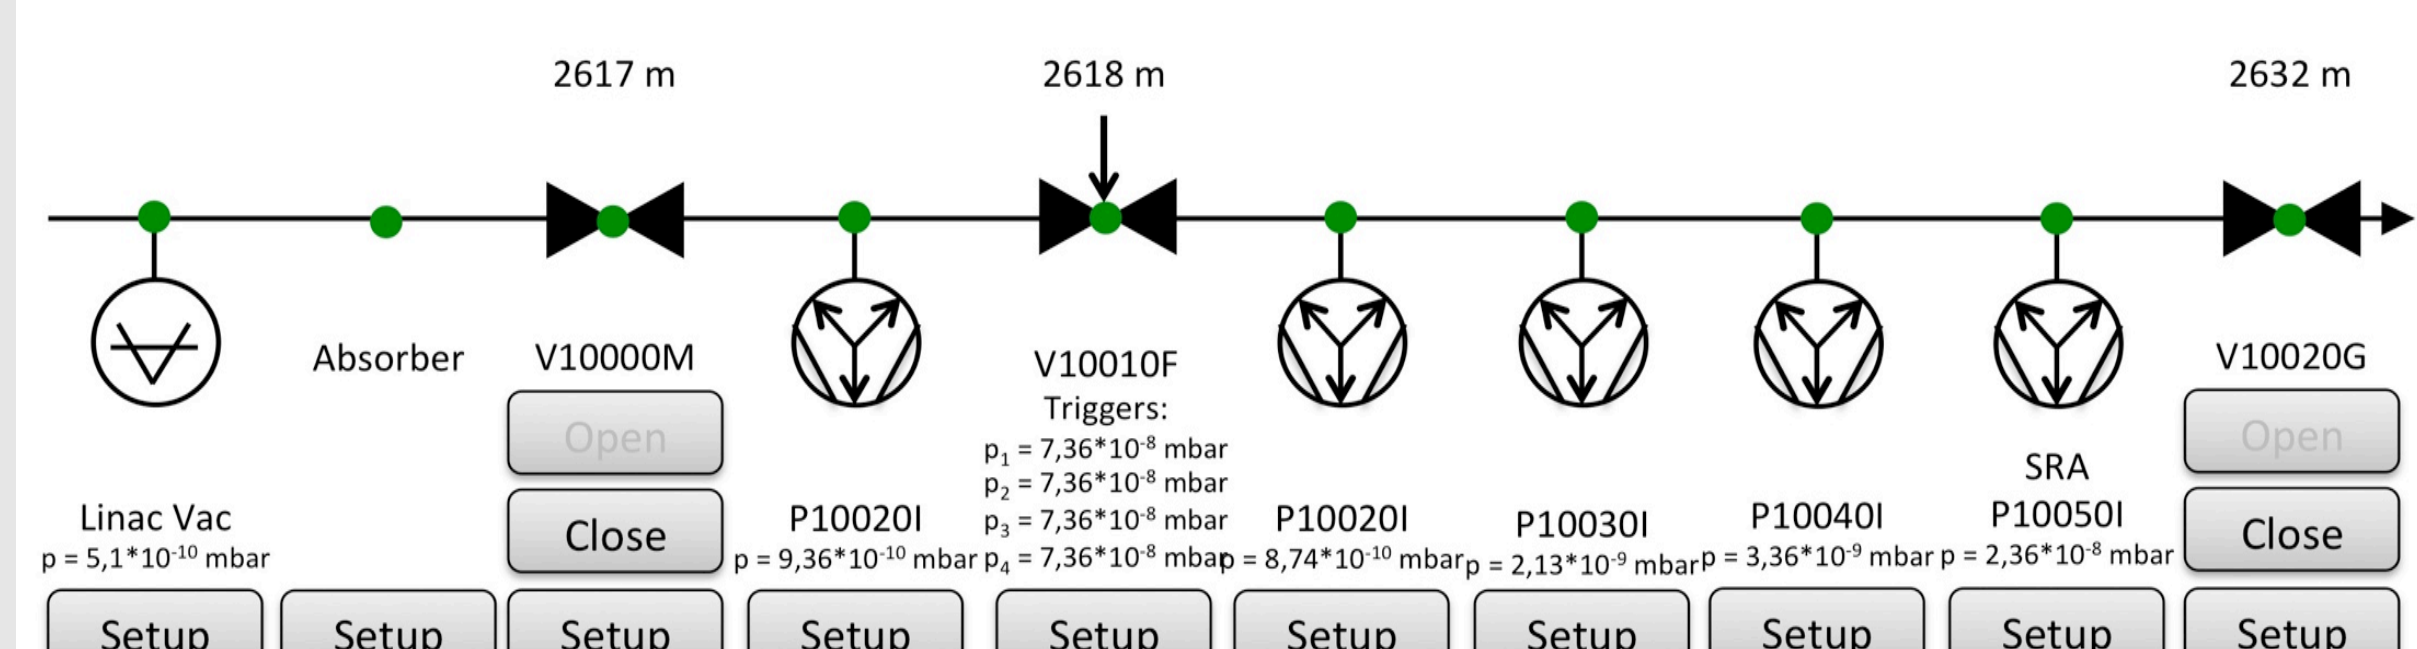 2617 m
2618 m
2632 m
Absorber
V10000M
V10010F
V10020G
Triggers:
Open
Open
p₁ = 7,36*10⁻⁸ mbar
p₂ = 7,36*10⁻⁸ mbar
SRA
Linac Vac
Close
P10020I
p₃ = 7,36*10⁻⁸ mbar
P10020I
P10030I
P10040I
P10050I
Close
p = 5,1*10⁻¹⁰ mbar
p = 9,36*10⁻¹⁰ mbar
p₄ = 7,36*10⁻⁸ mbar
p = 8,74*10⁻¹⁰ mbar
p = 2,13*10⁻⁹ mbar
p = 3,36*10⁻⁹ mbar
p = 2,36*10⁻⁸ mbar
Setup
Setup
Setup
Setup
Setup
Setup
Setup
Setup
Setup
Setup